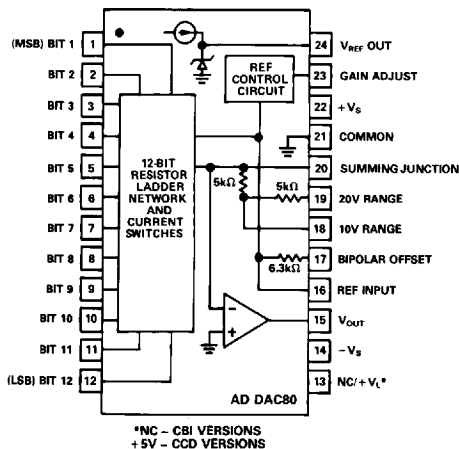 (MSB) BIT 1 1
BIT 2 2
BIT 3 3
BIT 4 4
BIT 5 5
BIT 6 6
BIT 7 7
BIT 8 8
BIT 9 9
BIT 10 10
BIT 11 11
(LSB) BIT 12 12
12-BIT
RESISTOR
LADDER
NETWORK
AND
CURRENT
SWITCHES
REF
CONTROL
CIRCUIT
5kΩ
5kΩ
6.3kΩ
−
+
24 VREF OUT
23 GAIN ADJUST
22 +VS
21 COMMON
20 SUMMING JUNCTION
19 20V RANGE
18 10V RANGE
17 BIPOLAR OFFSET
16 REF INPUT
15 VOUT
14 −VS
13 NC/+VL*
AD DAC80
*NC – CBI VERSIONS
+5V – CCD VERSIONS